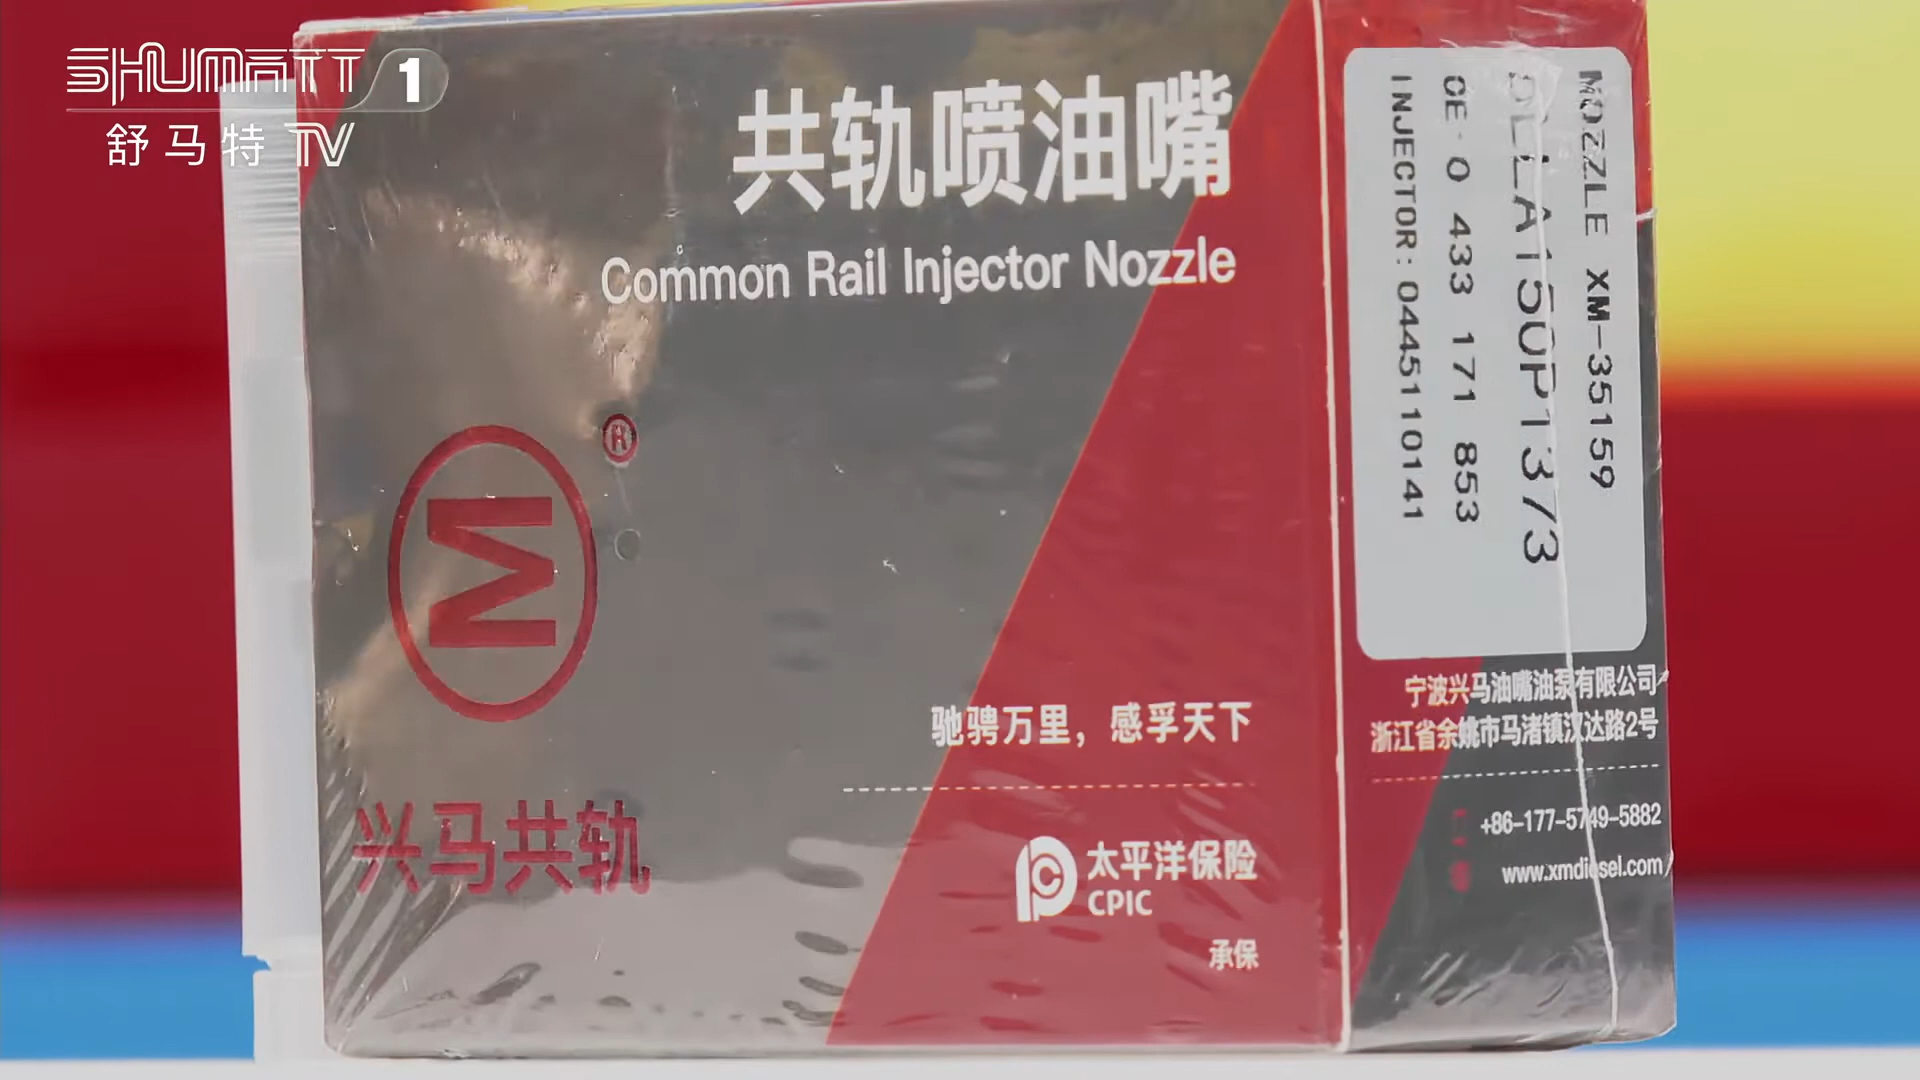 SHUMATT 1
舒马特 TV
共轨喷油嘴
Common Rail Injector Nozzle
M
®
兴马共轨
驰骋万里，感孚天下
太平洋保险
CPIC
承保
NOZZLE XM-35159
DLLA150P1373
OE 0 433 171 853
INJECTOR: 0445110141
宁波兴马油嘴油泵有限公司
浙江省余姚市马渚镇汉达路2号
+86-177-5749-5882
www.xmdiesel.com